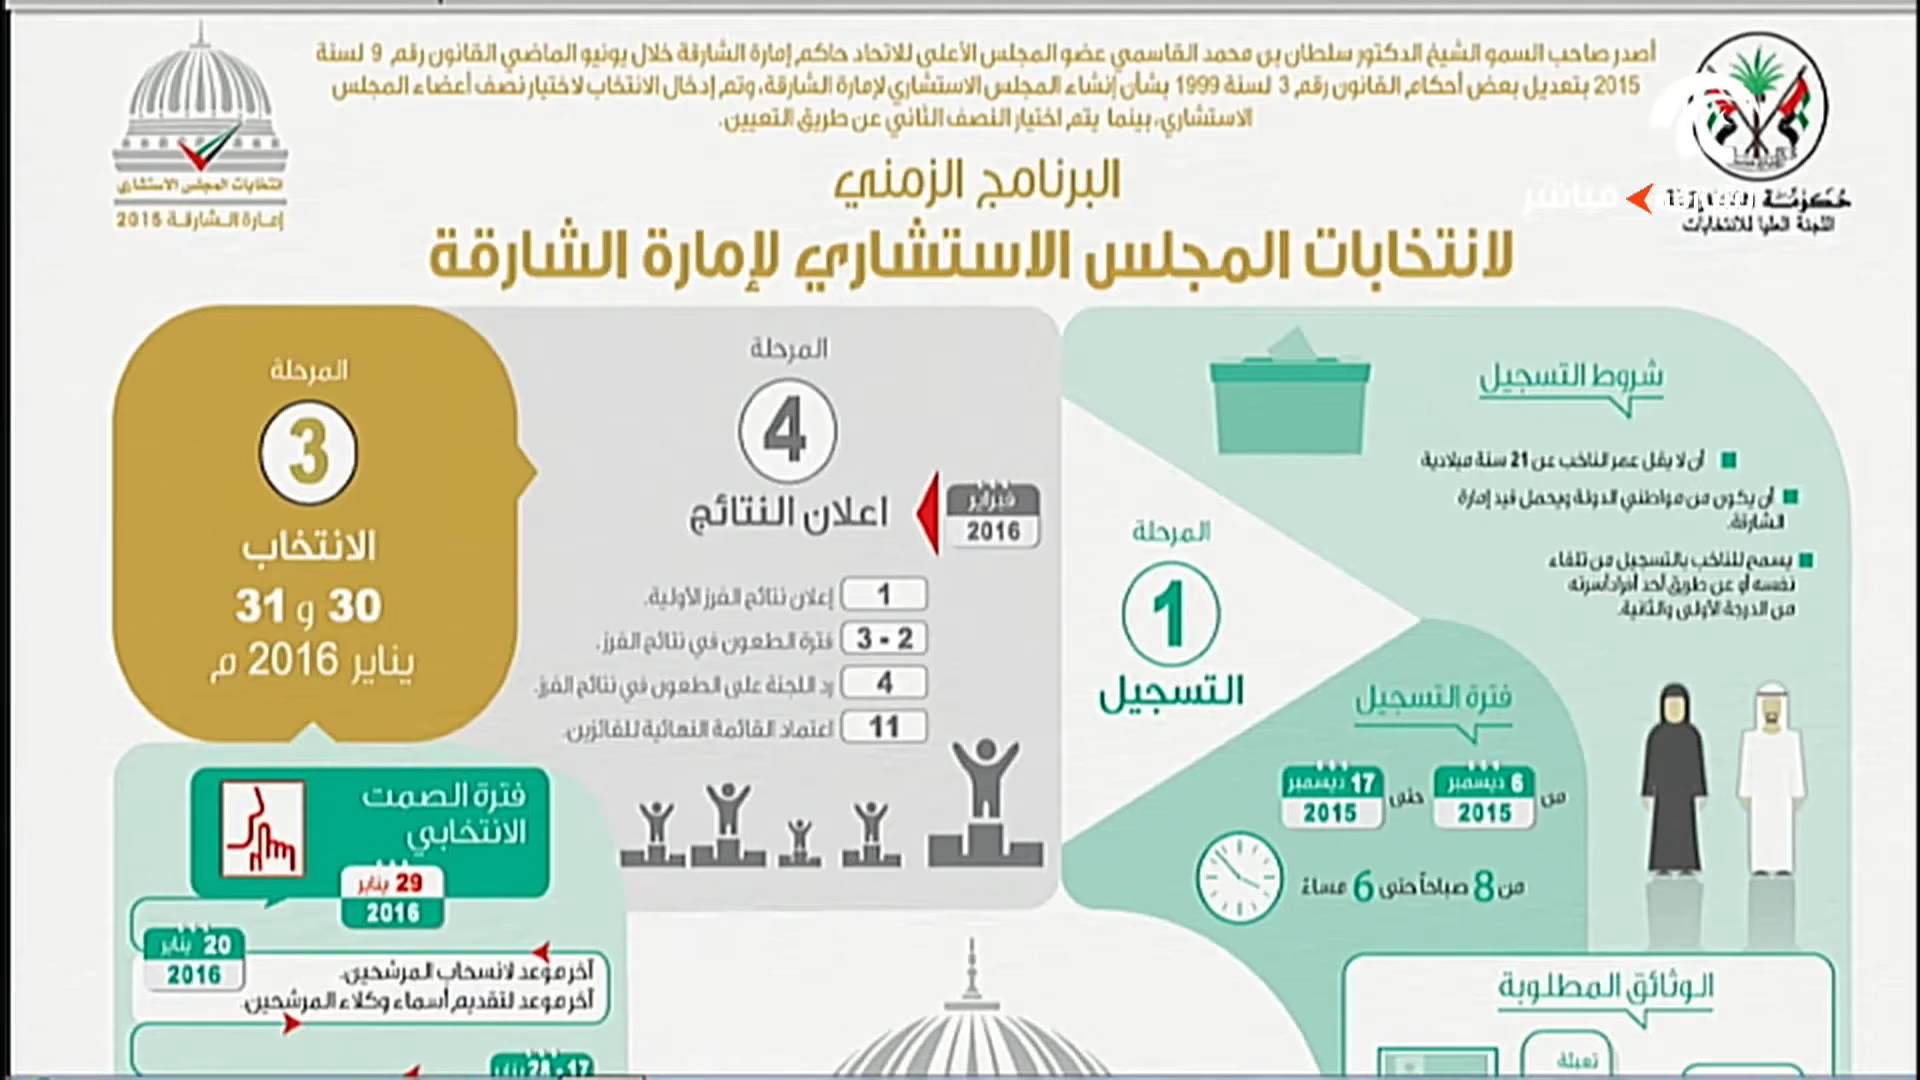 أصدر صاحب السمو الشيخ الدكتور سلطان بن محمد القاسمي عضو المجلس الأعلى للاتحاد حاكم إمارة الشارقة خلال يونيو الماضي القانون رقم 9 لسنة
2015 بتعديل بعض أحكام القانون رقم 3 لسنة 1999 بشأن إنشاء المجلس الاستشاري لإمارة الشارقة، وتم إدخال الانتخاب لاختيار نصف أعضاء المجلس
الاستشاري، بينما يتم اختيار النصف الثاني عن طريق التعيين.
انتخابات المجلس الاستشاري
إمارة الشارقة 2015
حكومة
اللجنة العليا للانتخابات
مباشر
البرنامج الزمني
لانتخابات المجلس الاستشاري لإمارة الشارقة
شروط التسجيل
أن لا يقل عمر الناخب عن 21 سنة ميلادية
أن يكون من مواطني الدولة ويحمل قيد إمارة
الشارقة.
يسمح للناخب بالتسجيل من تلقاء
نفسه أو عن طريق أحد أفراد أسرته
من الدرجة الأولى والثانية.
المرحلة
1
التسجيل
فترة التسجيل
من
6 ديسمبر
2015
حتى
17 ديسمبر
2015
من 8 صباحاً حتى 6 مساءً
الوثائق المطلوبة
تعبئة
المرحلة
4
اعلان النتائج
فبراير
2016
1 إعلان نتائج الفرز الأولية.
2 - 3 فترة الطعون في نتائج الفرز.
4 رد اللجنة على الطعون في نتائج الفرز.
11 اعتماد القائمة النهائية للفائزين.
المرحلة
3
الانتخاب
30 و 31
يناير 2016 م
فترة الصمت
الانتخابي
29 يناير
2016
20 يناير
2016
آخر موعد لانسحاب المرشحين.
آخر موعد لتقديم أسماء وكلاء المرشحين.
17 - 28 يناير